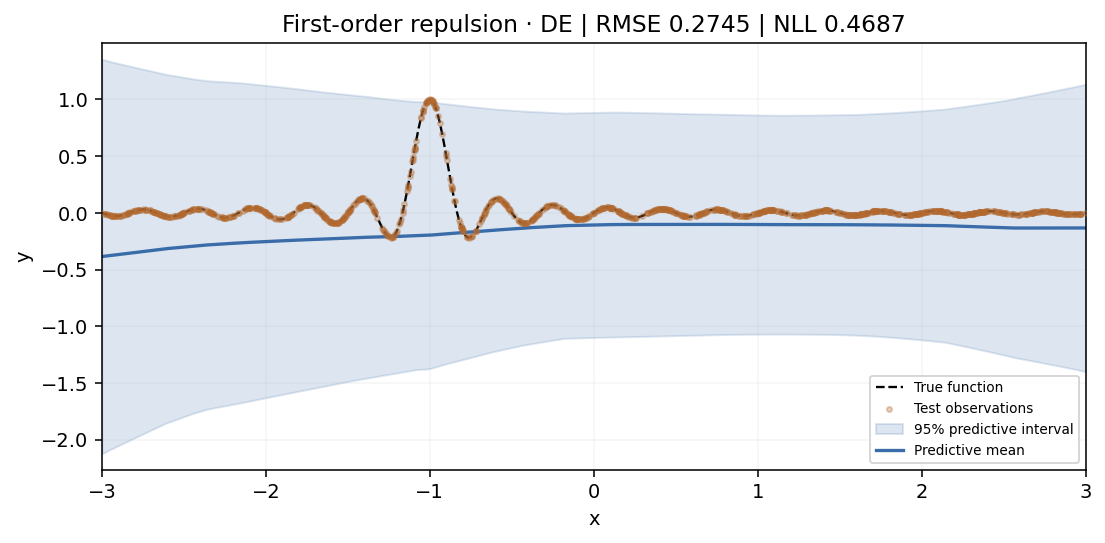 First-order repulsion · DE | RMSE 0.2745 | NLL 0.4687
y
1.0
0.5
0.0
−0.5
−1.0
−1.5
−2.0
True function
Test observations
95% predictive interval
Predictive mean
−3
−2
−1
0
1
2
3
x